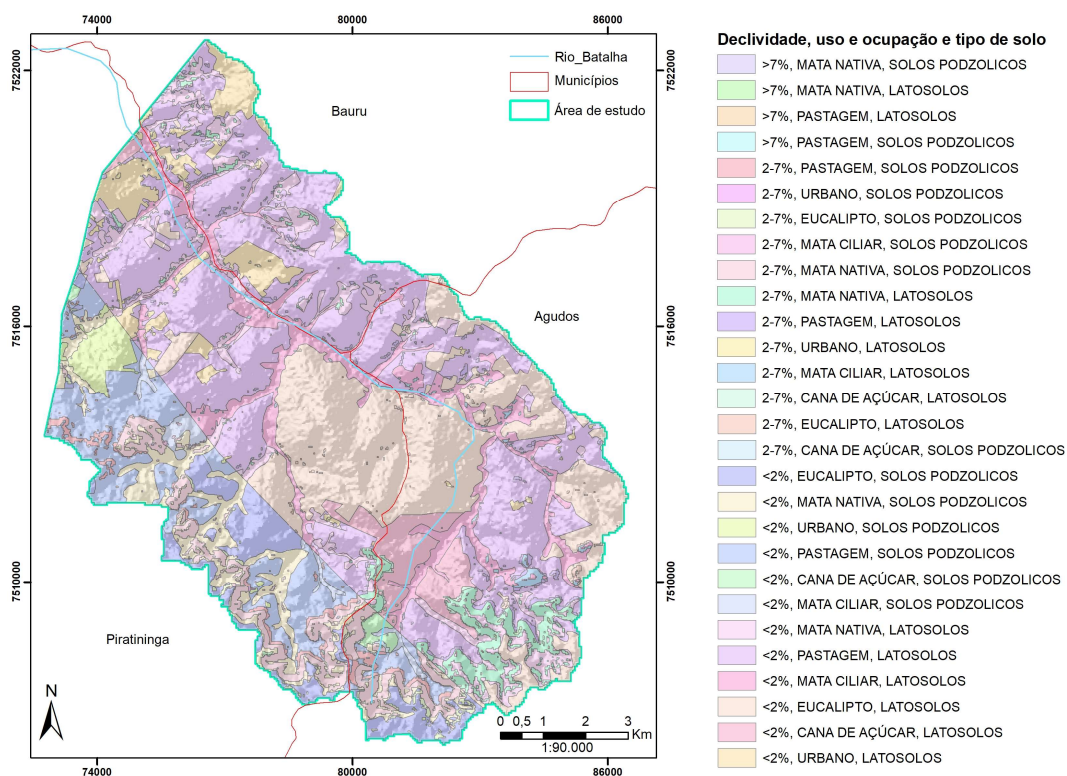 74000
80000
86000
7522000
7522000
Rio_Batalha
Municípios
Área de estudo
Bauru
7516000
7516000
Agudos
7510000
7510000
Piratininga
N
0 0,5 1 2 3
Km
1:90.000
74000
80000
86000
Declividade, uso e ocupação e tipo de solo
>7%, MATA NATIVA, SOLOS PODZOLICOS
>7%, MATA NATIVA, LATOSOLOS
>7%, PASTAGEM, LATOSOLOS
>7%, PASTAGEM, SOLOS PODZOLICOS
2-7%, PASTAGEM, SOLOS PODZOLICOS
2-7%, URBANO, SOLOS PODZOLICOS
2-7%, EUCALIPTO, SOLOS PODZOLICOS
2-7%, MATA CILIAR, SOLOS PODZOLICOS
2-7%, MATA NATIVA, SOLOS PODZOLICOS
2-7%, MATA NATIVA, LATOSOLOS
2-7%, PASTAGEM, LATOSOLOS
2-7%, URBANO, LATOSOLOS
2-7%, MATA CILIAR, LATOSOLOS
2-7%, CANA DE AÇÚCAR, LATOSOLOS
2-7%, EUCALIPTO, LATOSOLOS
2-7%, CANA DE AÇÚCAR, SOLOS PODZOLICOS
<2%, EUCALIPTO, SOLOS PODZOLICOS
<2%, MATA NATIVA, SOLOS PODZOLICOS
<2%, URBANO, SOLOS PODZOLICOS
<2%, PASTAGEM, SOLOS PODZOLICOS
<2%, CANA DE AÇÚCAR, SOLOS PODZOLICOS
<2%, MATA CILIAR, SOLOS PODZOLICOS
<2%, MATA NATIVA, LATOSOLOS
<2%, PASTAGEM, LATOSOLOS
<2%, MATA CILIAR, LATOSOLOS
<2%, EUCALIPTO, LATOSOLOS
<2%, CANA DE AÇÚCAR, LATOSOLOS
<2%, URBANO, LATOSOLOS